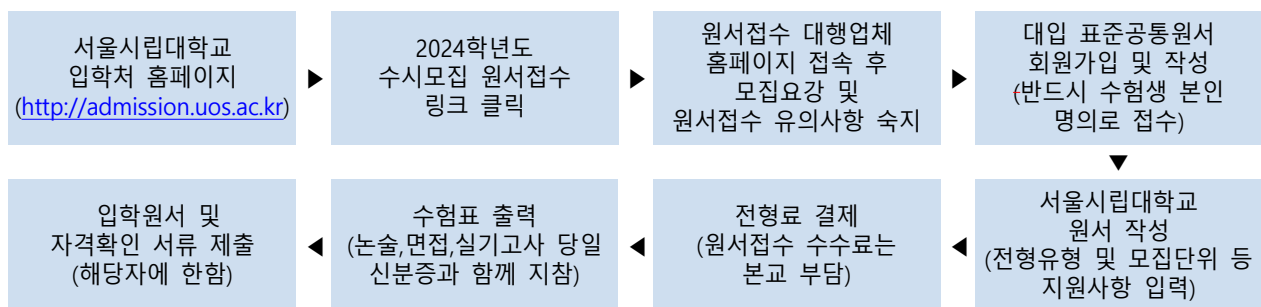 서울시립대학교
입학처 홈페이지
(http://admission.uos.ac.kr)
▶
2024학년도
수시모집 원서접수
링크 클릭
▶
원서접수 대행업체
홈페이지 접속 후
모집요강 및
원서접수 유의사항 숙지
▶
대입 표준공통원서
회원가입 및 작성
(반드시 수험생 본인
명의로 접수)
▼
서울시립대학교
원서 작성
(전형유형 및 모집단위 등
지원사항 입력)
◀
전형료 결제
(원서접수 수수료는
본교 부담)
◀
수험표 출력
(논술,면접,실기고사 당일
신분증과 함께 지참)
◀
입학원서 및
자격확인 서류 제출
(해당자에 한함)